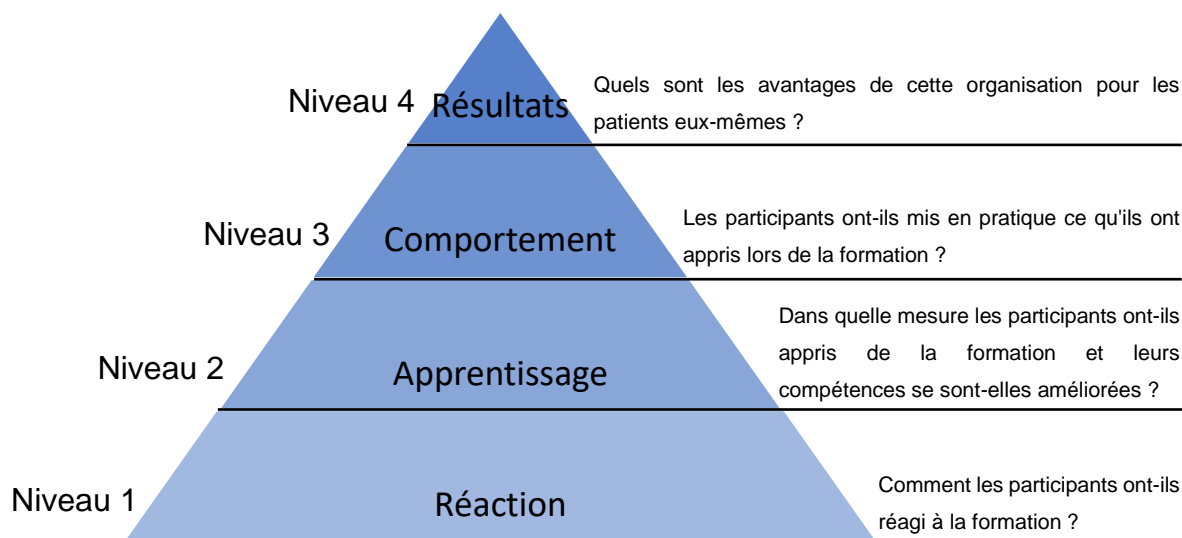 Niveau 4
Résultats
Quels sont les avantages de cette organisation pour les
patients eux-mêmes ?
Niveau 3
Comportement
Les participants ont-ils mis en pratique ce qu'ils ont
appris lors de la formation ?
Niveau 2
Apprentissage
Dans quelle mesure les participants ont-ils
appris de la formation et leurs
compétences se sont-elles améliorées ?
Niveau 1
Réaction
Comment les participants ont-ils
réagi à la formation ?